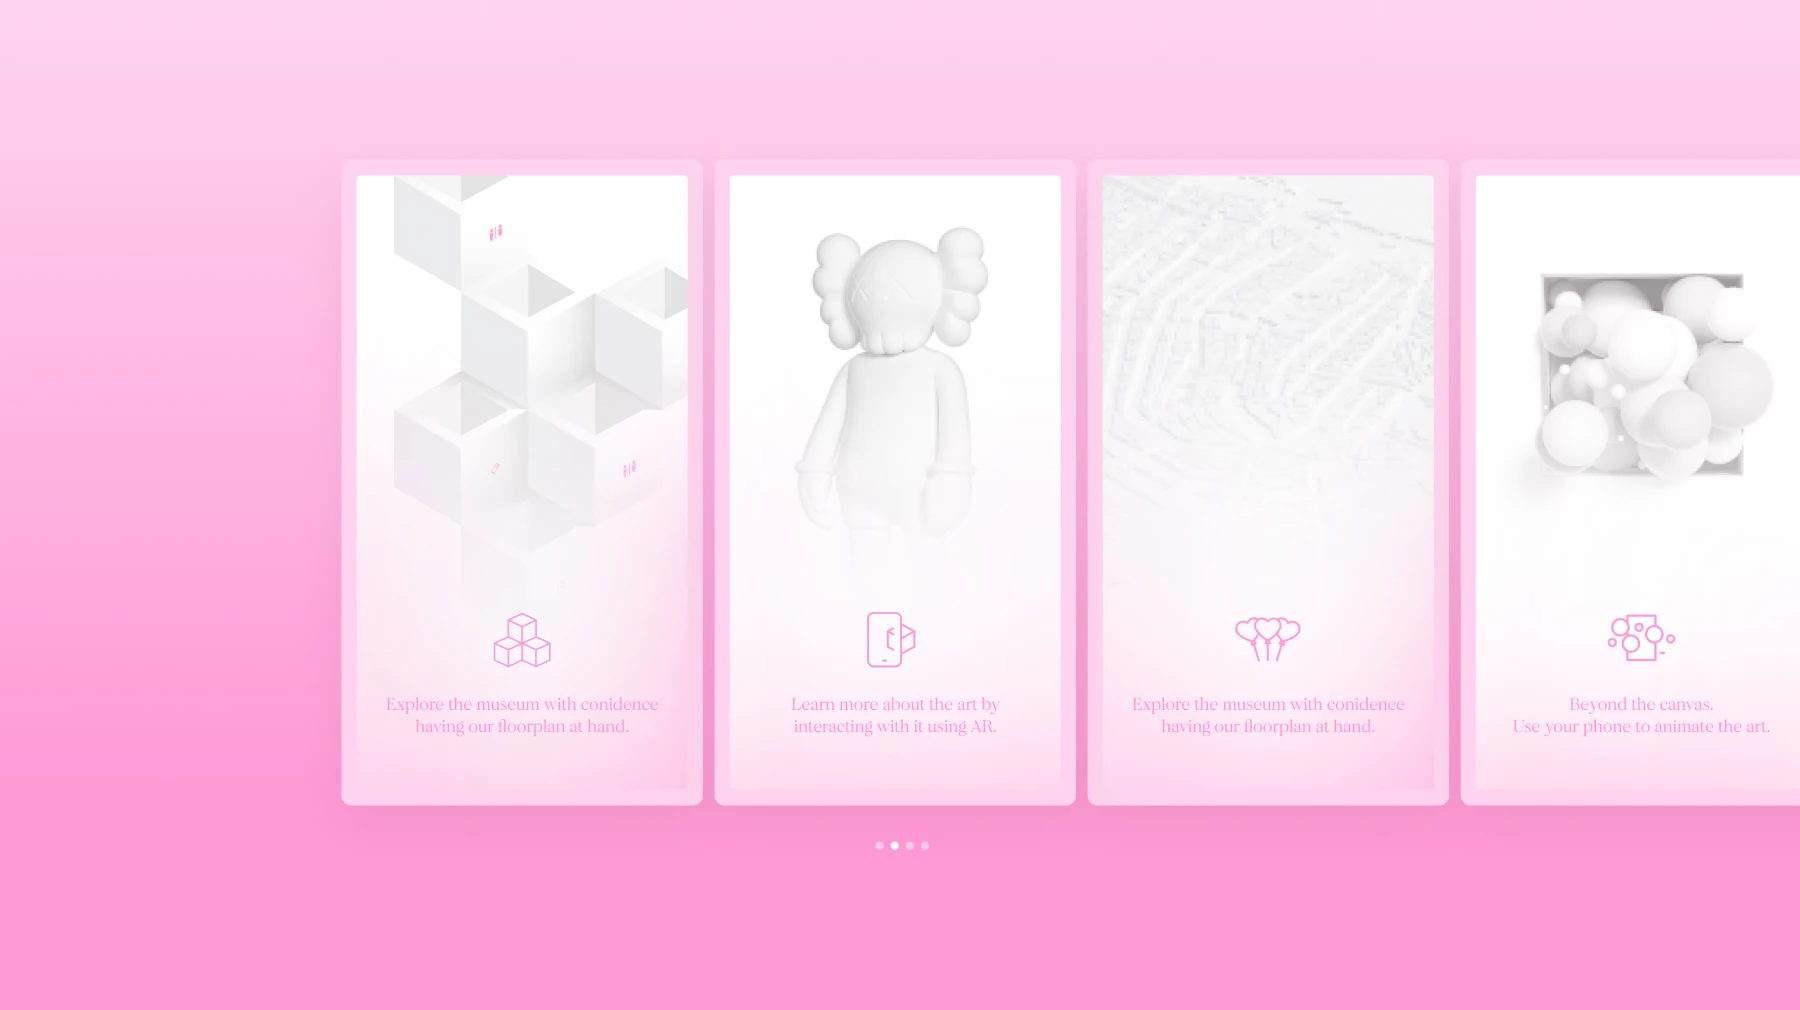 Explore the museum with conidence
having our floorplan at hand.
Learn more about the art by
interacting with it using AR.
Explore the museum with conidence
having our floorplan at hand.
Beyond the canvas.
Use your phone to animate the art.